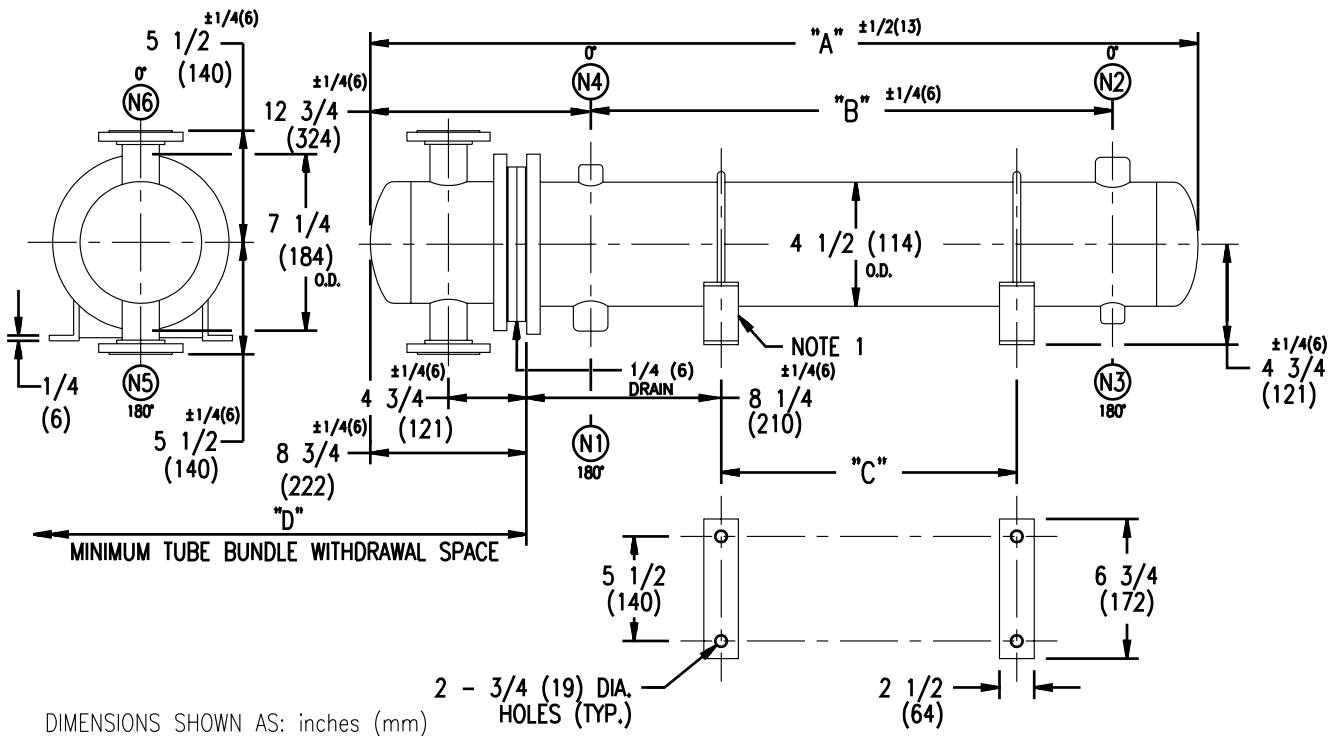 ±1/4(6)
5 1/2
(140)
0°
N6
±1/4(6)
12 3/4
(324)
"A" ±1/2(13)
0°
N4
0°
N2
"B" ±1/4(6)
7 1/4
(184)
O.D.
4 1/2 (114)
O.D.
NOTE 1
1/4
(6)
N5
180°
±1/4(6)
5 1/2
(140)
±1/4(6)
4 3/4
(121)
1/4 (6)
DRAIN
±1/4(6)
8 1/4
(210)
±1/4(6)
4 3/4
(121)
N3
180°
±1/4(6)
8 3/4
(222)
N1
180°
"C"
"D"
MINIMUM TUBE BUNDLE WITHDRAWAL SPACE
5 1/2
(140)
6 3/4
(172)
2 - 3/4 (19) DIA.
HOLES (TYP.)
2 1/2
(64)
DIMENSIONS SHOWN AS: inches (mm)